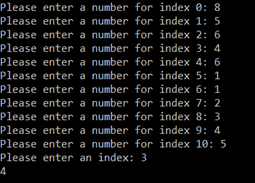 Please enter a number for index 0: 8
Please enter a number for index 1: 5
Please enter a number for index 2: 6
Please enter a number for index 3: 4
Please enter a number for index 4: 6
Please enter a number for index 5: 1
Please enter a number for index 6: 1
Please enter a number for index 7: 2
Please enter a number for index 8: 3
Please enter a number for index 9: 4
Please enter a number for index 10: 5
Please enter an index: 3
4